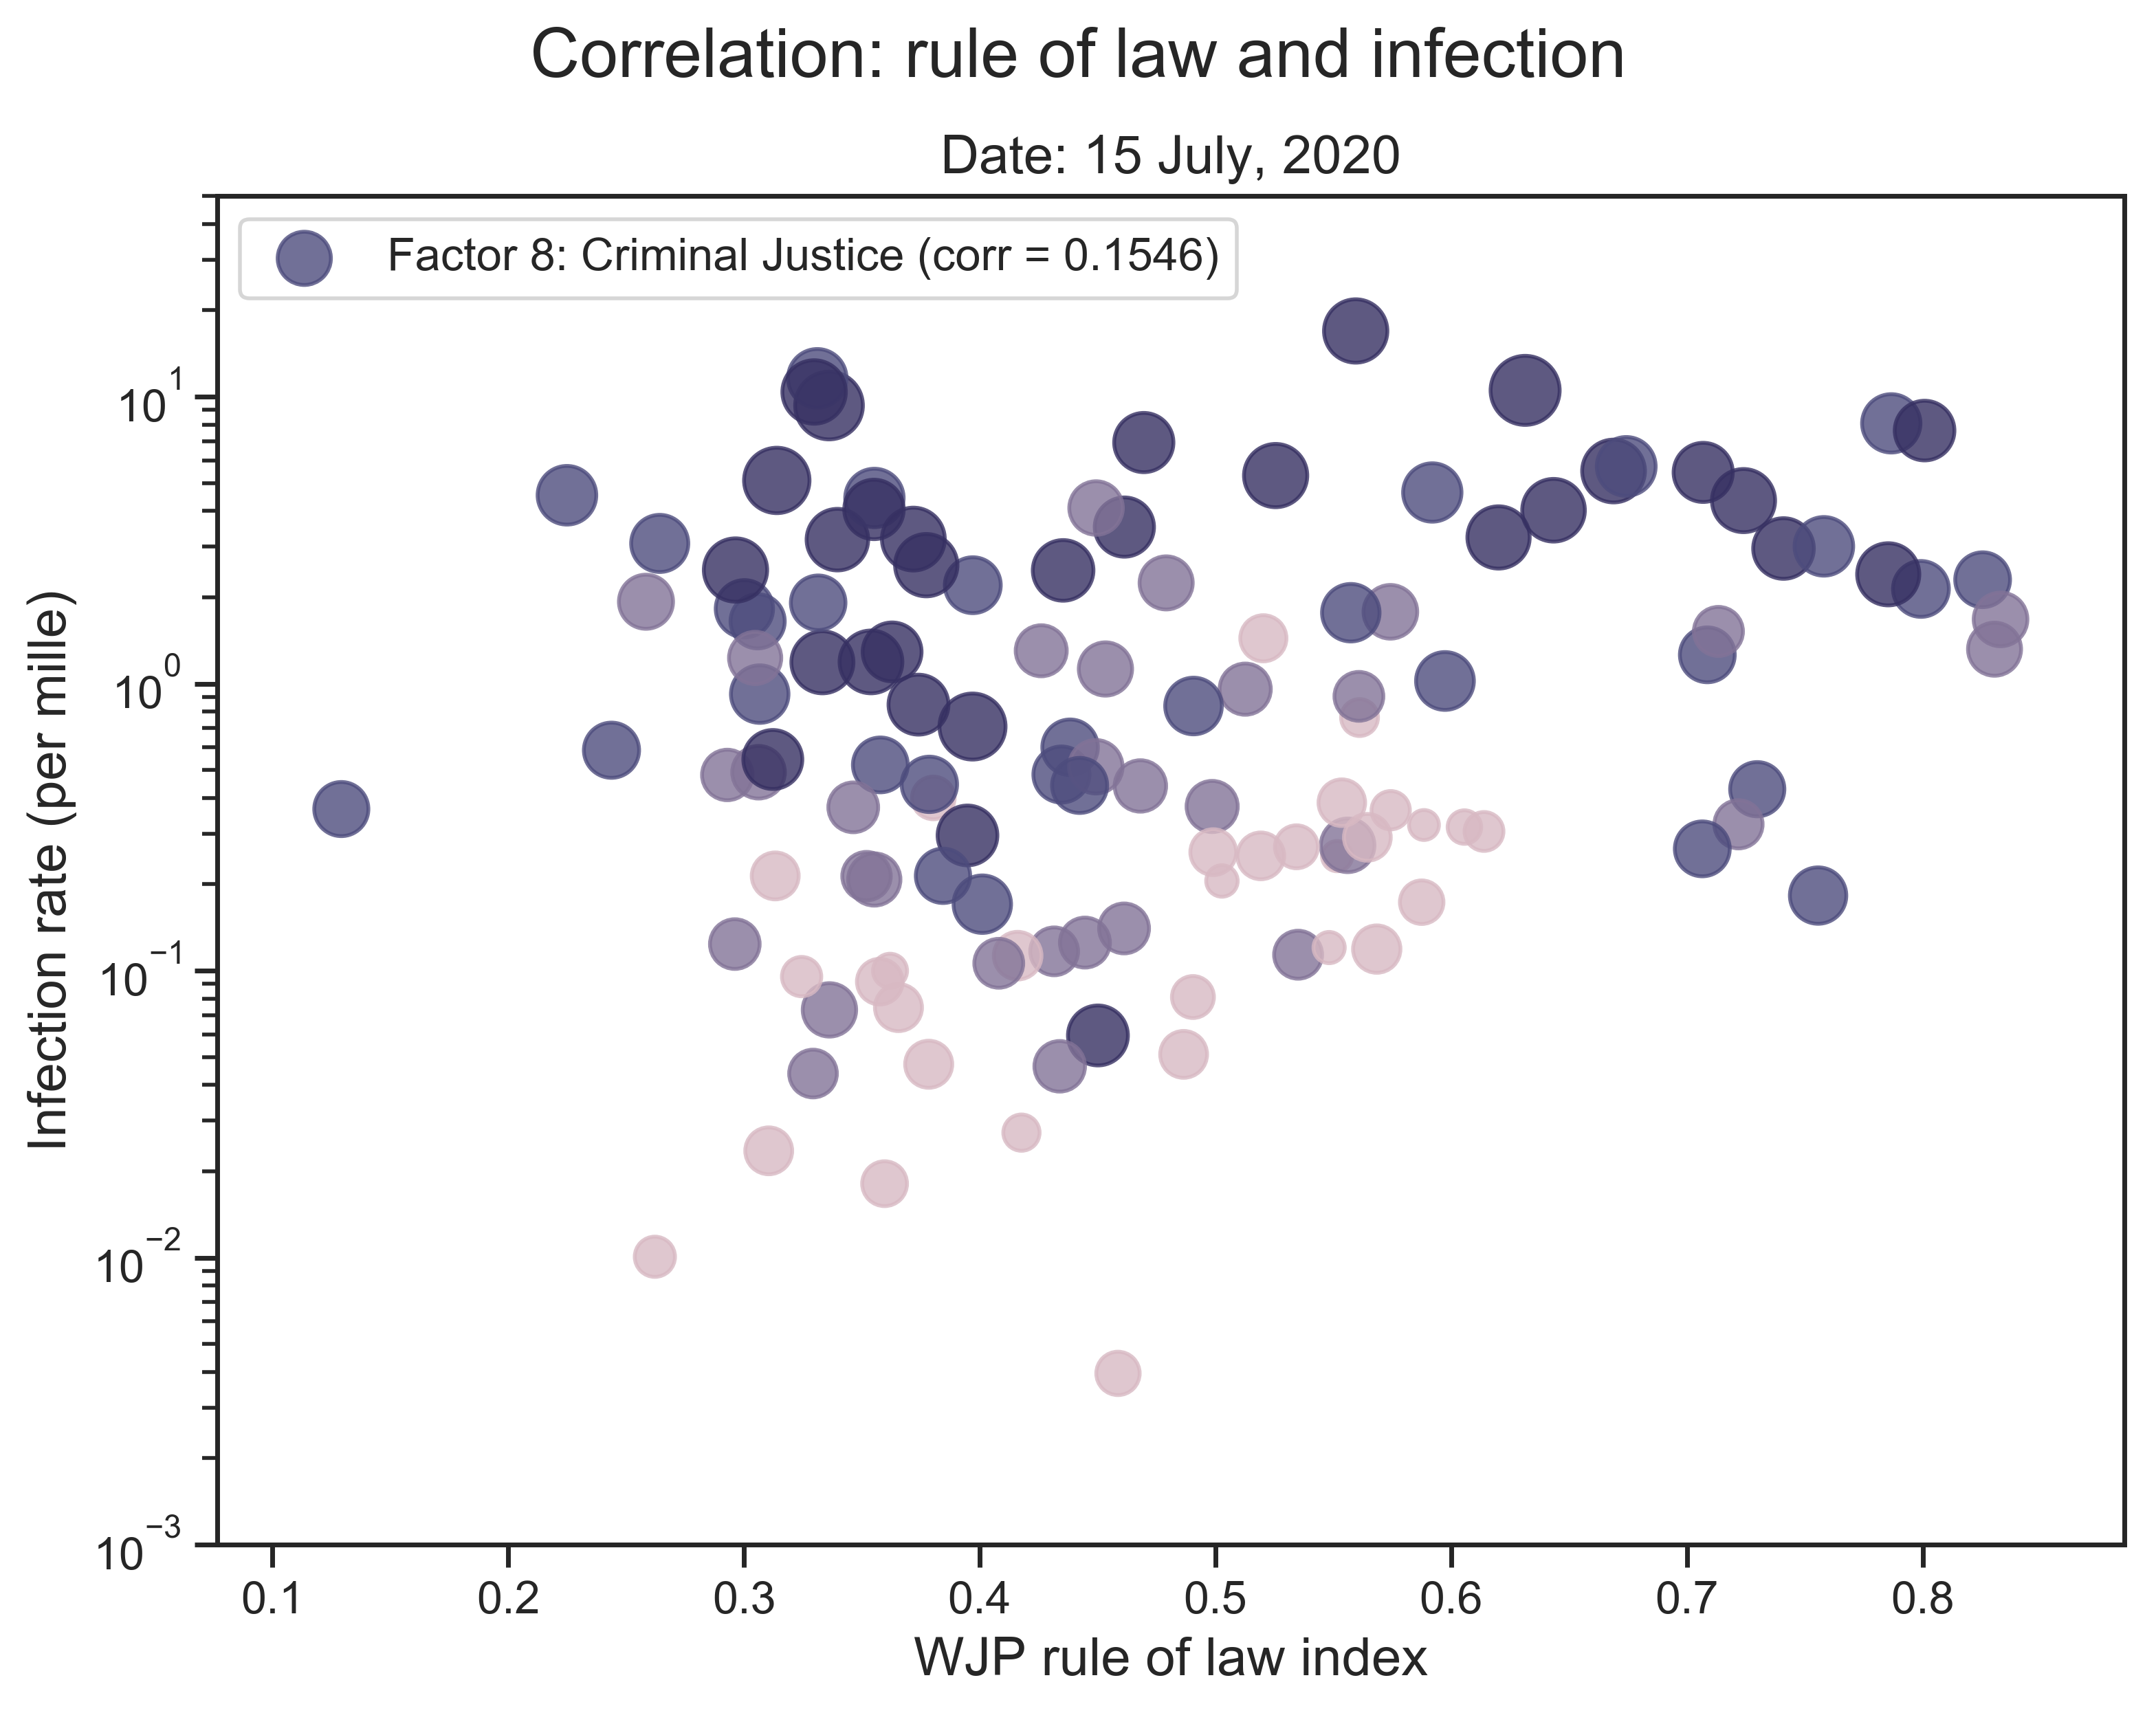 Correlation: rule of law and infection
Date: 15 July, 2020
Factor 8: Criminal Justice (corr = 0.1546)
Infection rate (per mille)
10^1
10^0
10^−1
10^−2
10^−3
0.1 0.2 0.3 0.4 0.5 0.6 0.7 0.8
WJP rule of law index